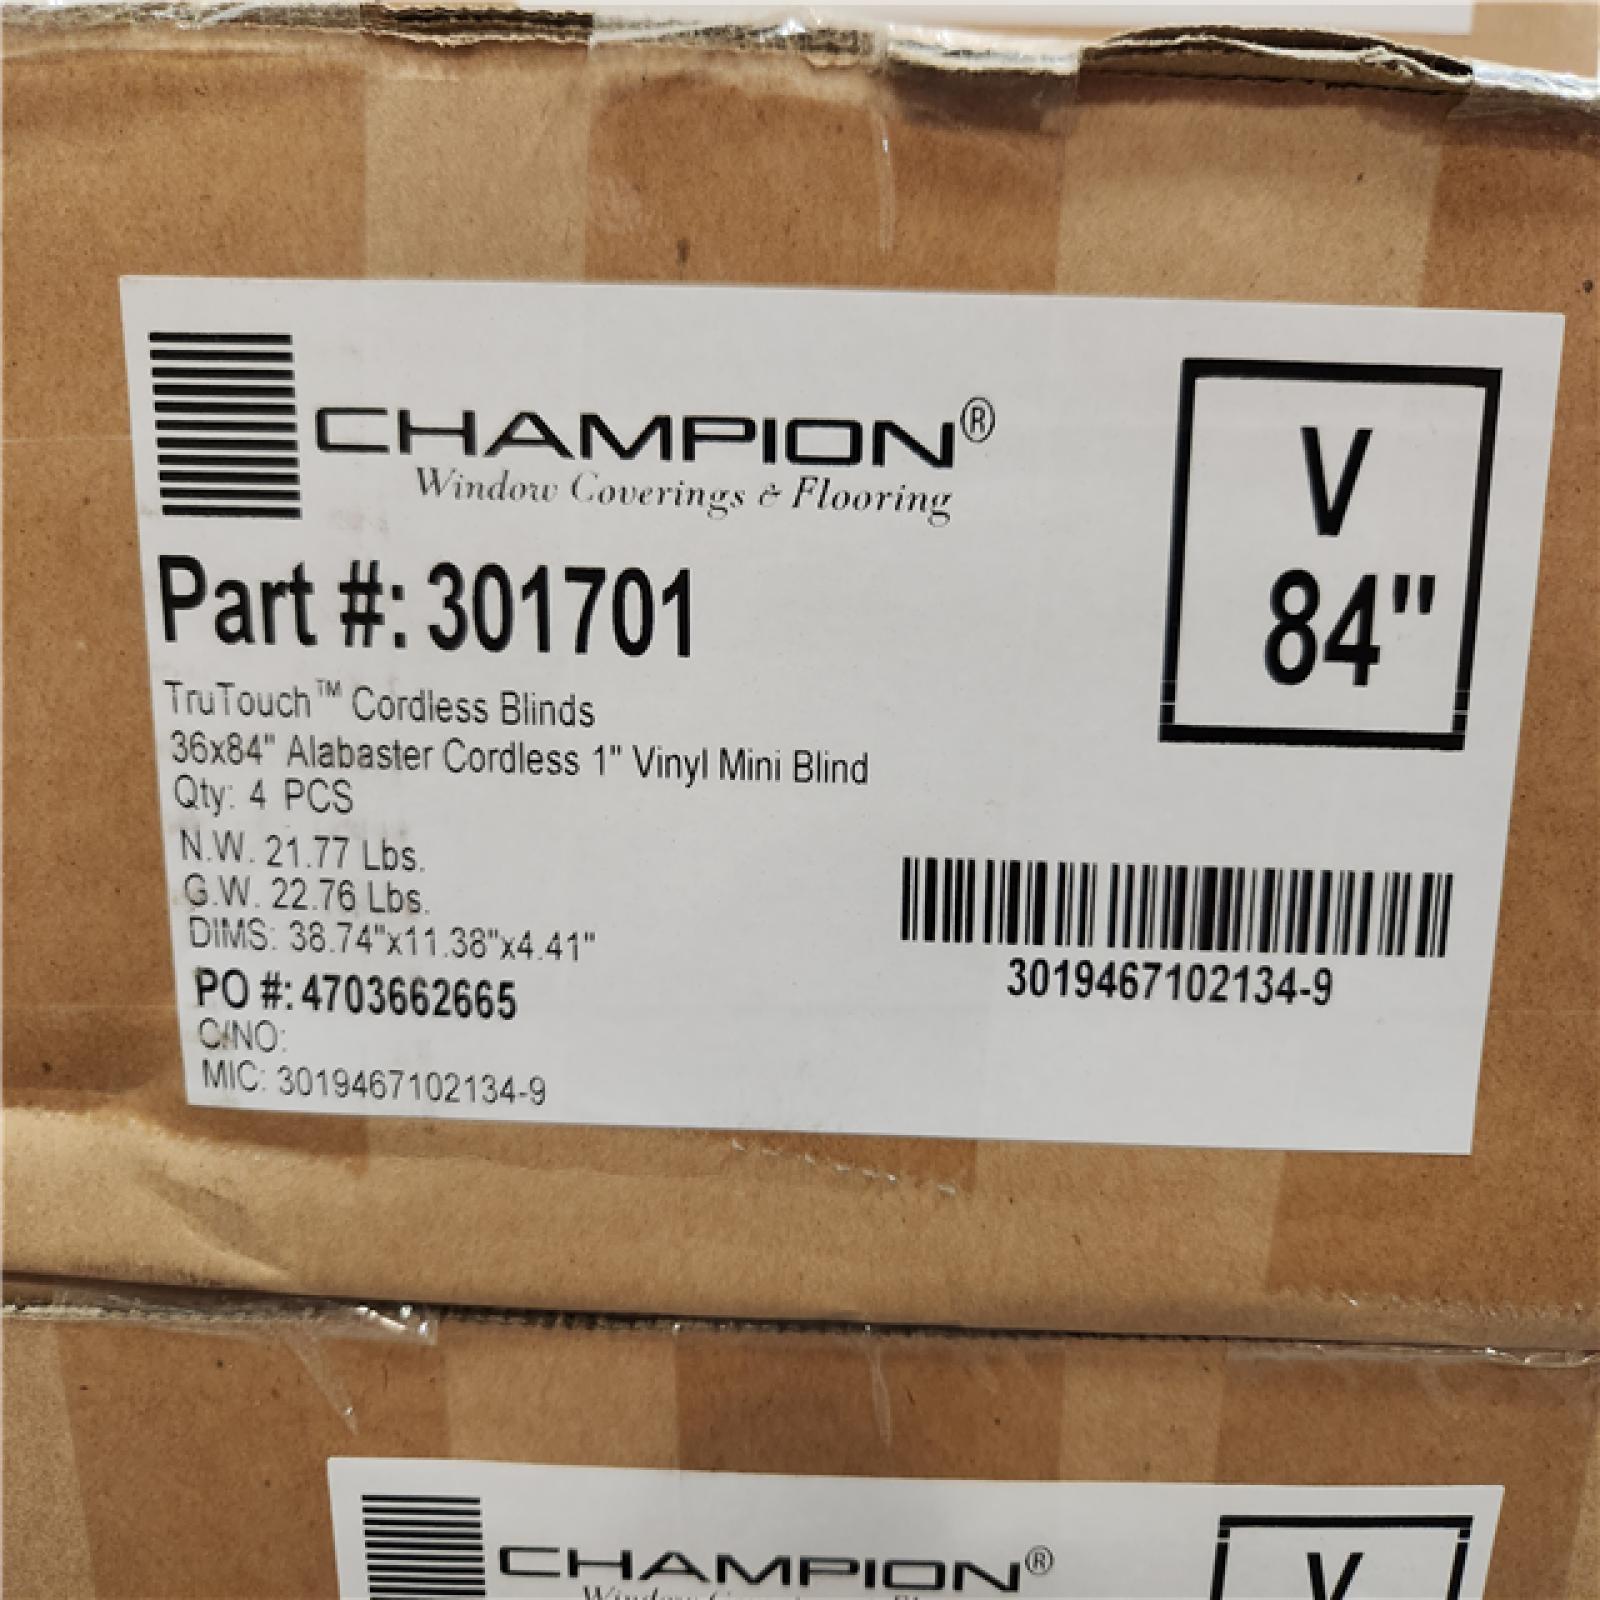 CHAMPION®
Window Coverings & Flooring
V
84"
Part #: 301701
TruTouch™ Cordless Blinds
36x84" Alabaster Cordless 1" Vinyl Mini Blind
Qty: 4 PCS
N.W. 21.77 Lbs.
G.W. 22.76 Lbs.
DIMS: 38.74"x11.38"x4.41"
PO #: 4703662665
C/NO:
MIC: 3019467102134-9
3019467102134-9
CHAMPION®
V